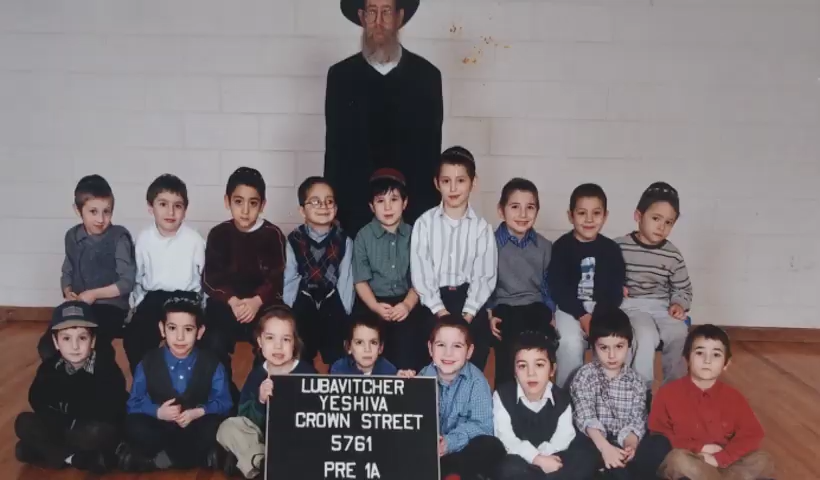 LUBAVITCHER
YESHIVA
CROWN STREET
5761
PRE 1A